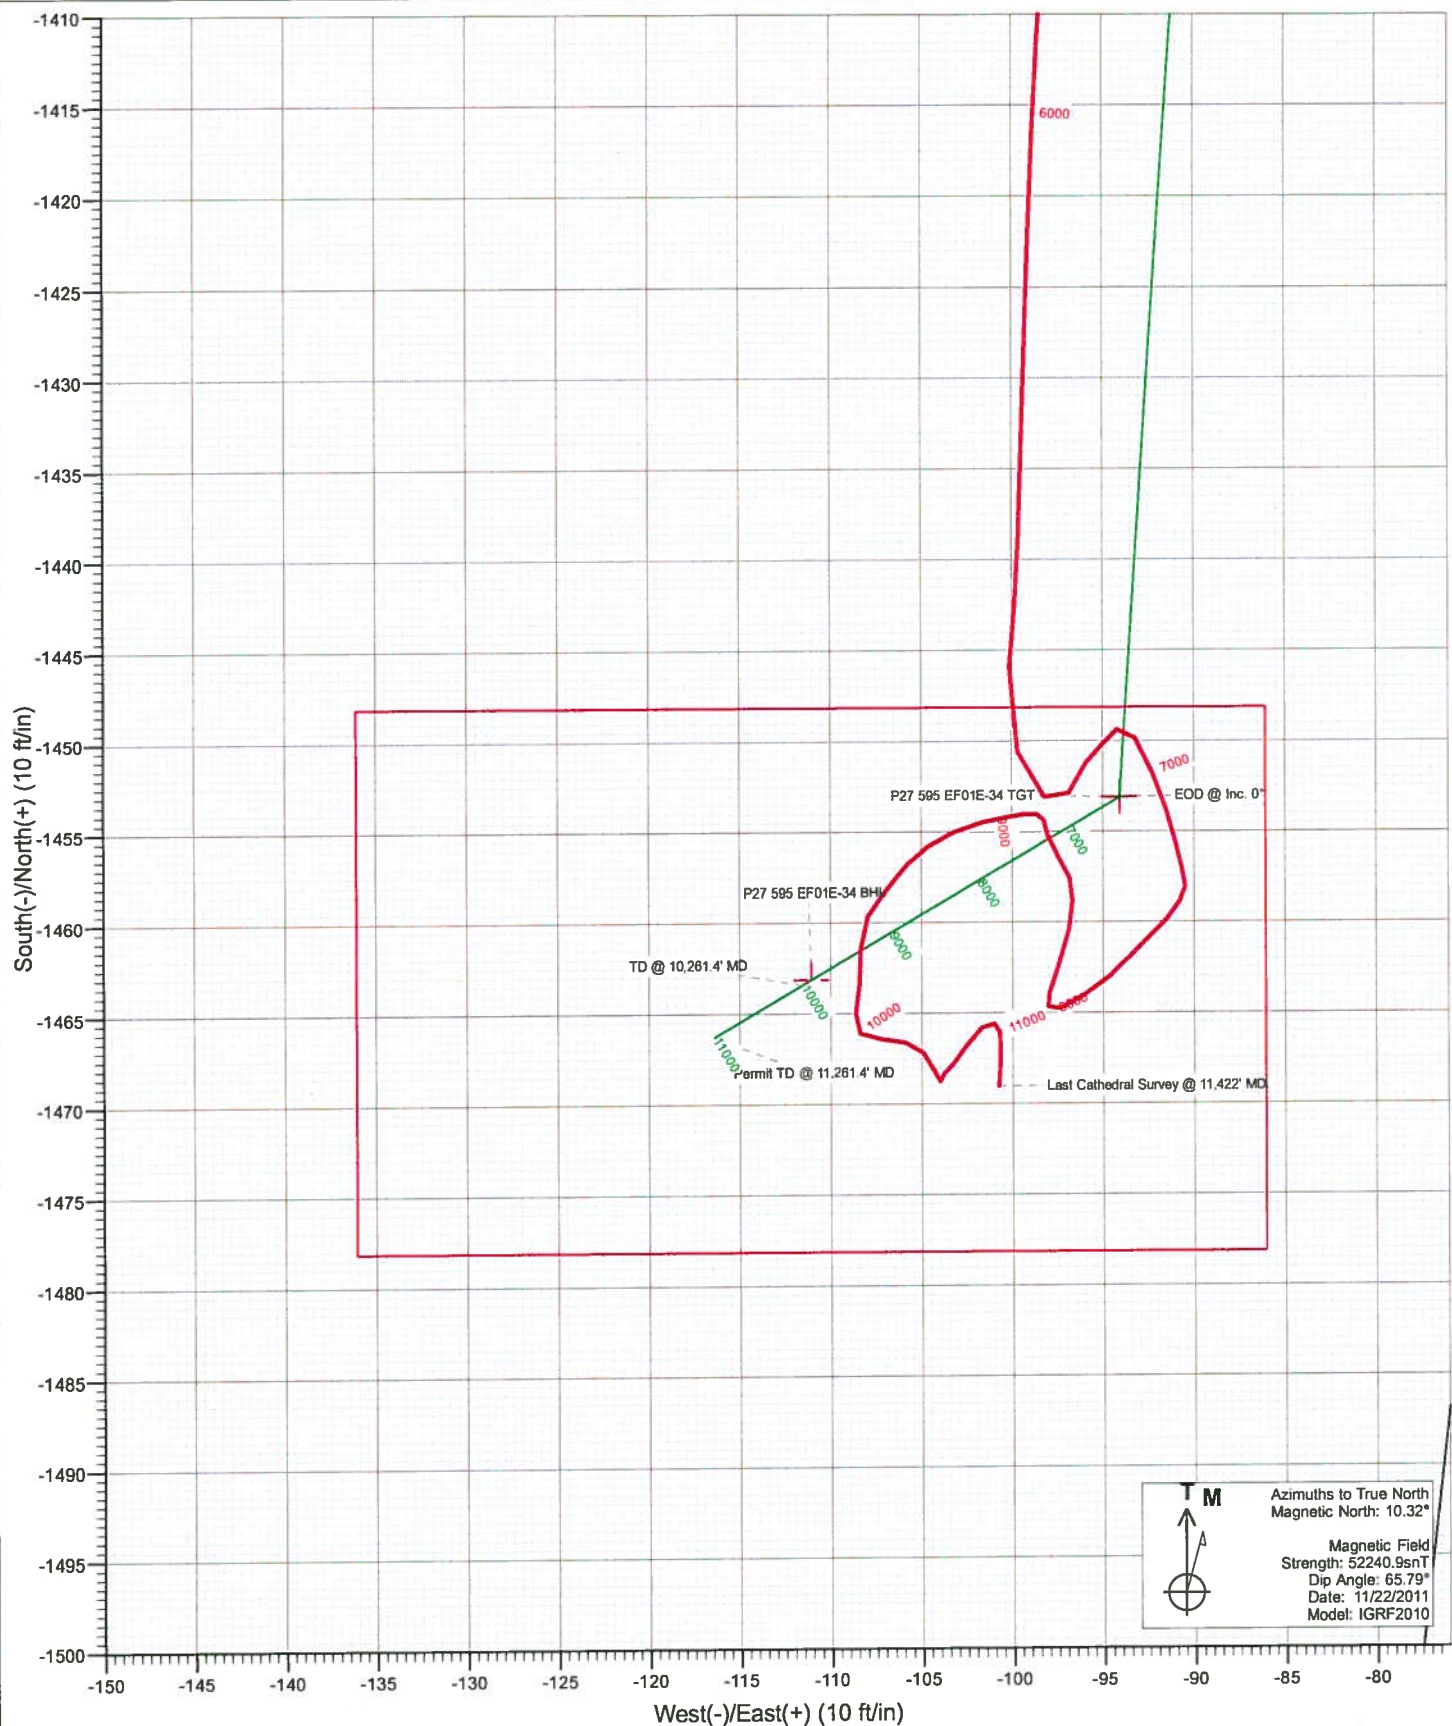 -1410
-1415
-1420
-1425
-1430
-1435
-1440
-1445
-1450
-1455
-1460
-1465
-1470
-1475
-1480
-1485
-1490
-1495
-1500
South(-)/North(+) (10 ft/in)
6000
7000
P27 595 EF01E-34 TGT
EOD @ Inc. 0°
9000
7000
8000
P27 595 EF01E-34 BHL
9000
TD @ 10,261.4' MD
10000
10000
8000
11000
11000
Permit TD @ 11,261.4' MD
Last Cathedral Survey @ 11,422' MD
T M
Azimuths to True North
Magnetic North: 10.32°
Magnetic Field
Strength: 52240.9snT
Dip Angle: 65.79°
Date: 11/22/2011
Model: IGRF2010
-150
-145
-140
-135
-130
-125
-120
-115
-110
-105
-100
-95
-90
-85
-80
West(-)/East(+) (10 ft/in)